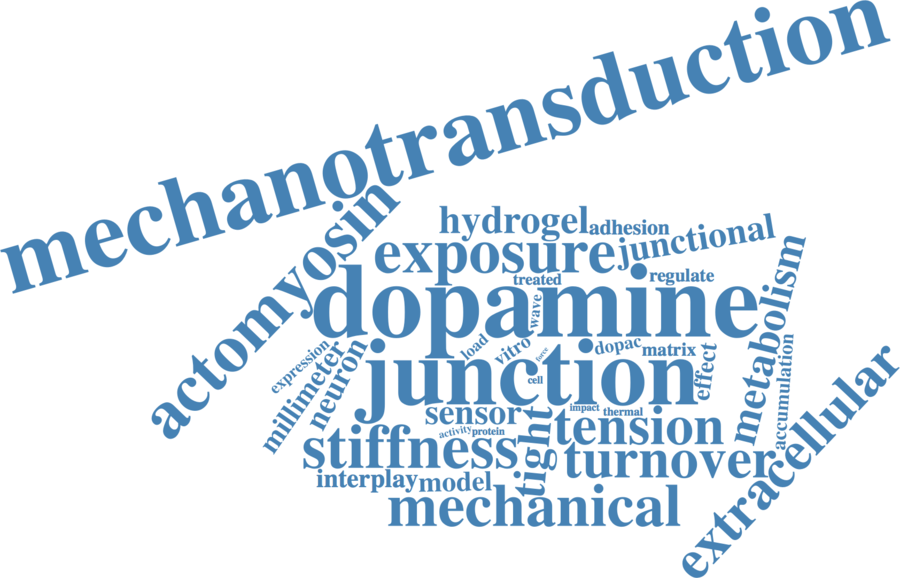 mechanotransduction
actomyosin
hydrogel
adhesion
exposure
junctional
treated
regulate
dopamine
wave
metabolism
expression
millimeter
neuron
load
vitro
force
dopac
matrix
effect
accumulation
junction
cell
sensor
impact
thermal
activity
protein
tension
stiffness
tight
turnover
extracellular
interplay
model
mechanical